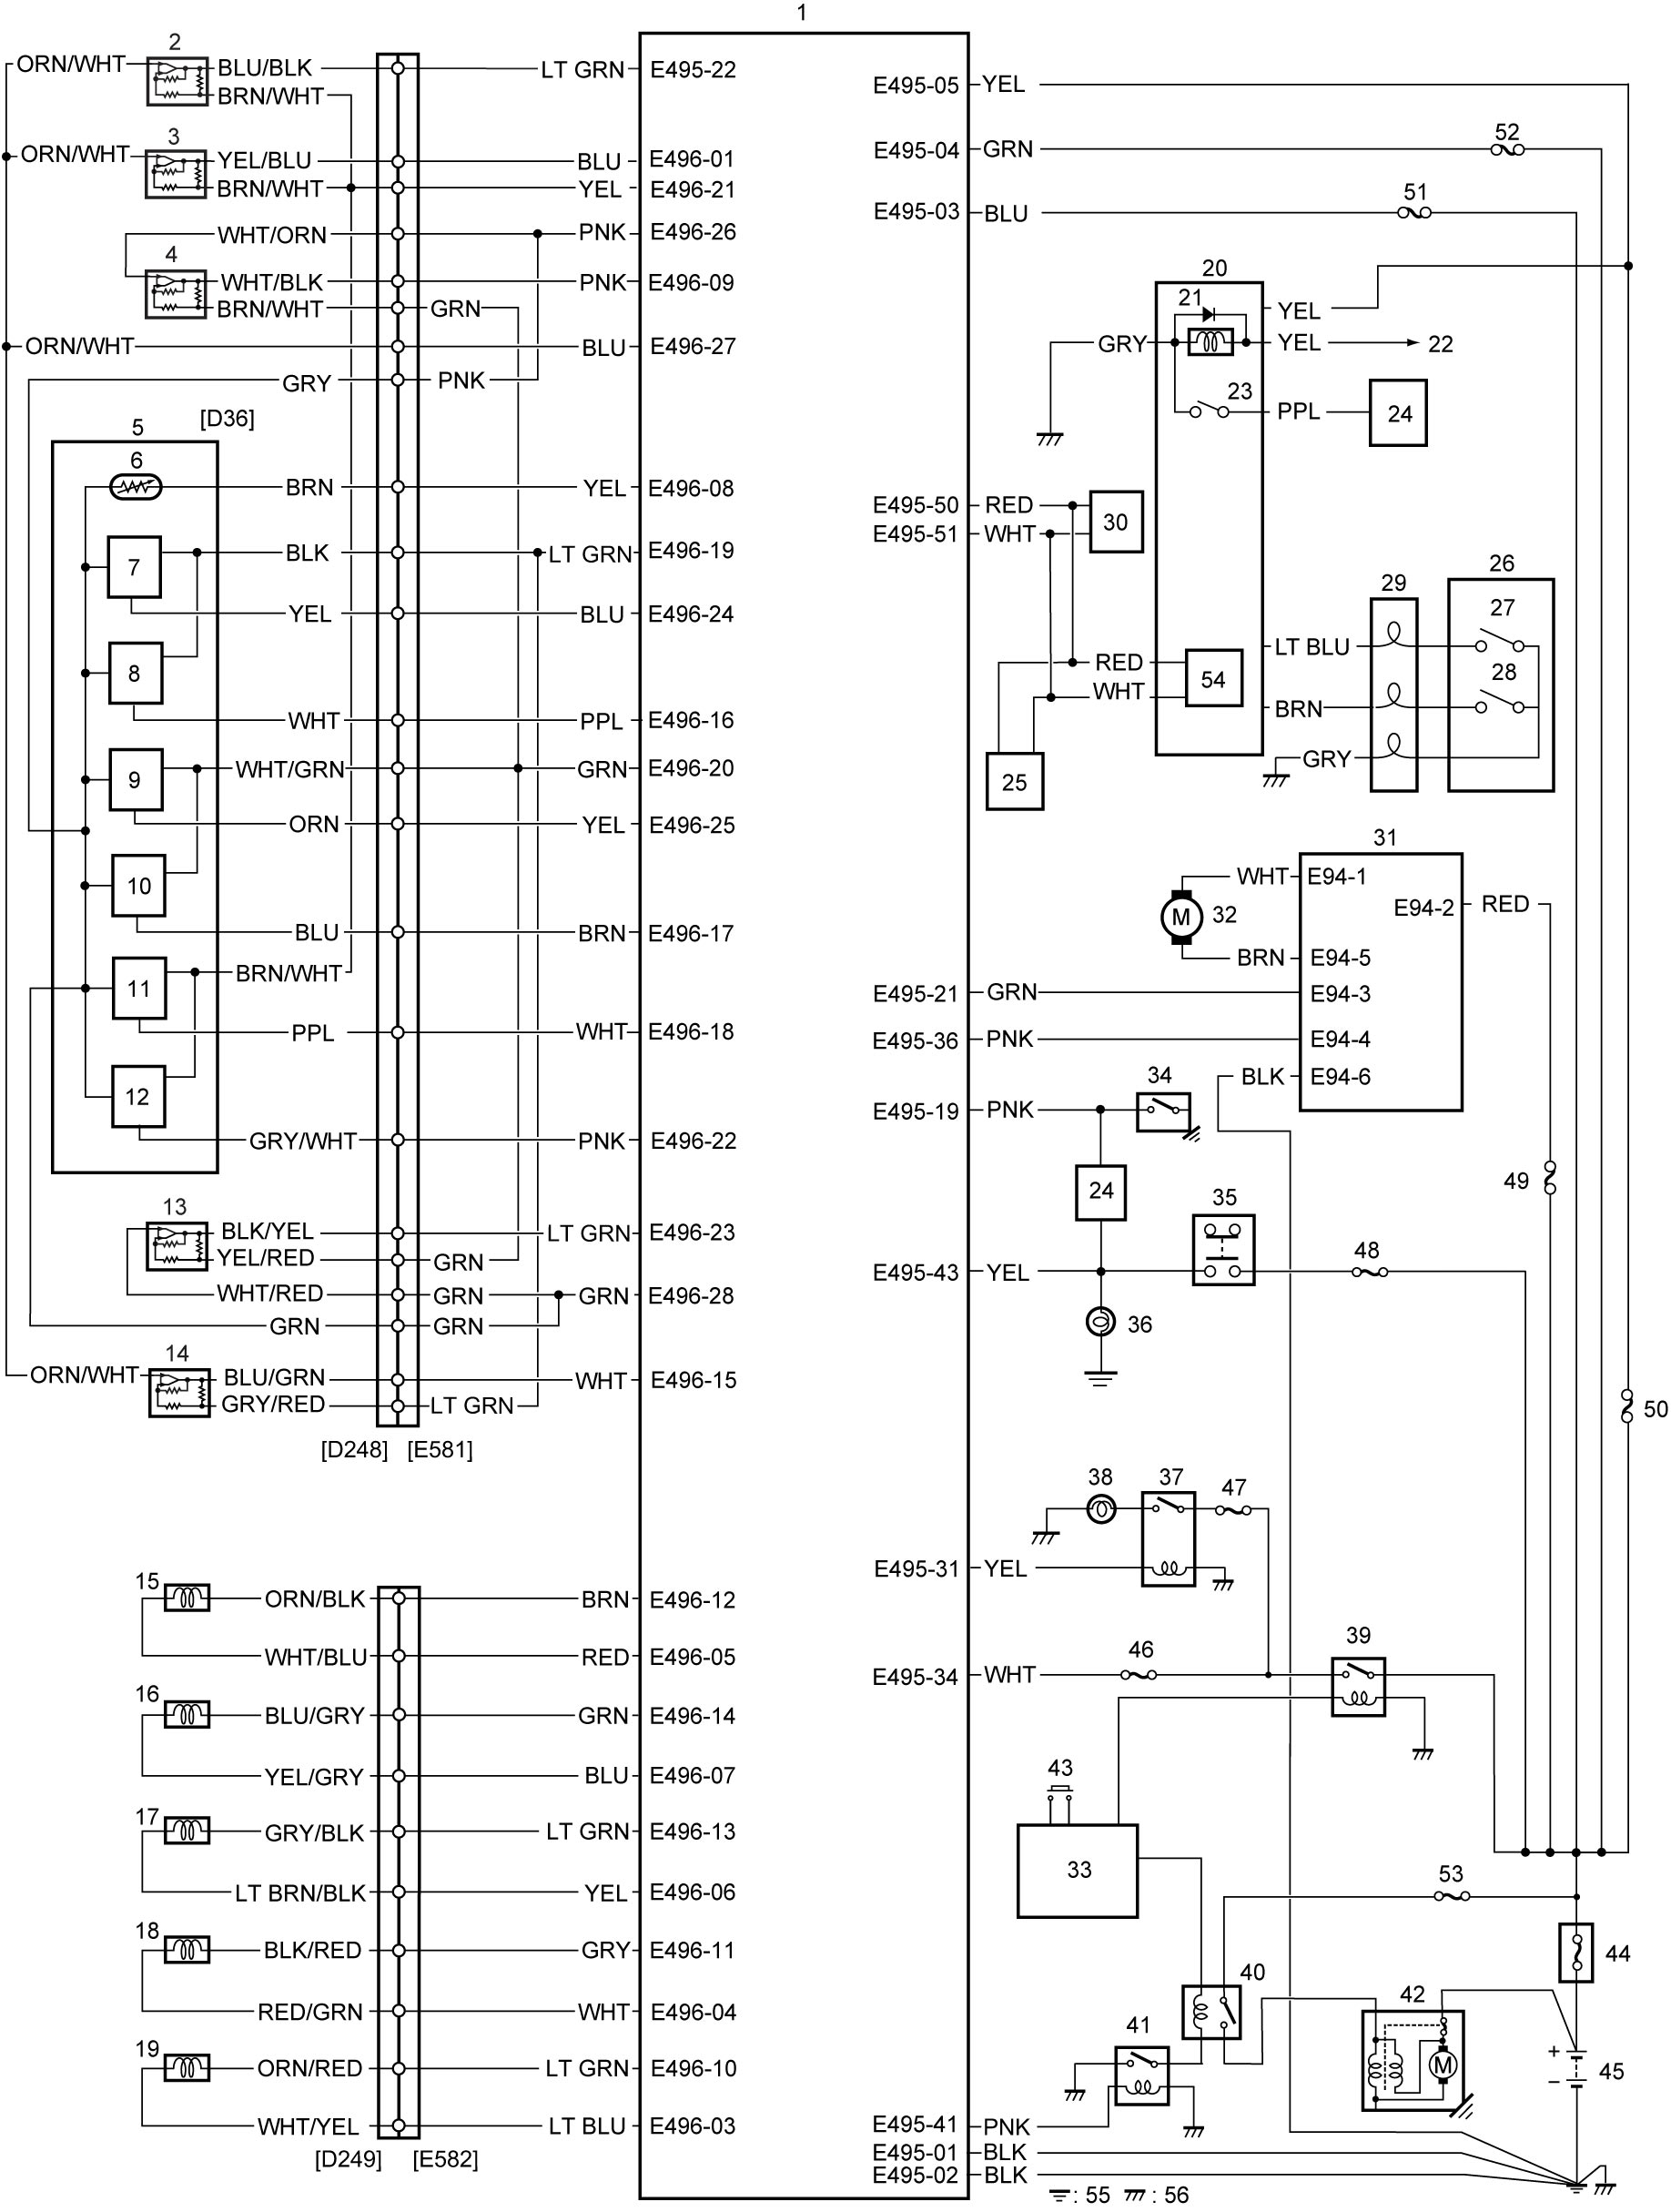 1
2
ORN/WHT BLU/BLK LT GRN E495-22
BRN/WHT
E495-05 YEL
3
ORN/WHT YEL/BLU BLU E496-01
BRN/WHT YEL E496-21
E495-04 GRN 52
WHT/ORN PNK E496-26
E495-03 BLU 51
4
WHT/BLK PNK E496-09
BRN/WHT GRN
ORN/WHT BLU E496-27
GRY PNK
20
21 YEL
GRY YEL 22
23 PPL 24
[D36]
5
6
BRN YEL E496-08
E495-50 RED 30
E495-51 WHT
7 BLK LT GRN E496-19
YEL BLU E496-24
8
WHT PPL E496-16
26
29 27
LT BLU
28
RED
WHT 54
BRN
GRY
25
9 WHT/GRN GRN E496-20
ORN YEL E496-25
10
BLU BRN E496-17
31
WHT E94-1
M 32
E94-2 RED
BRN E94-5
11 BRN/WHT
PPL WHT E496-18
E495-21 GRN E94-3
E495-36 PNK E94-4
BLK E94-6
12
GRY/WHT PNK E496-22
34
E495-19 PNK
24
49
35
13
BLK/YEL LT GRN E496-23
YEL/RED GRN
WHT/RED GRN GRN E496-28
GRN GRN
E495-43 YEL 48
36
14
ORN/WHT BLU/GRN WHT E496-15
GRY/RED LT GRN
50
[D248] [E581]
38 37 47
E495-31 YEL
15
ORN/BLK BRN E496-12
WHT/BLU RED E496-05
39
E495-34 WHT 46
16
BLU/GRY GRN E496-14
YEL/GRY BLU E496-07
43
33
17
GRY/BLK LT GRN E496-13
LT BRN/BLK YEL E496-06
53
18
BLK/RED GRY E496-11
RED/GRN WHT E496-04
44
40
42
41
M
+
− 45
19
ORN/RED LT GRN E496-10
WHT/YEL LT BLU E496-03
E495-41 PNK
E495-01 BLK
E495-02 BLK
[D249] [E582]
: 55 : 56